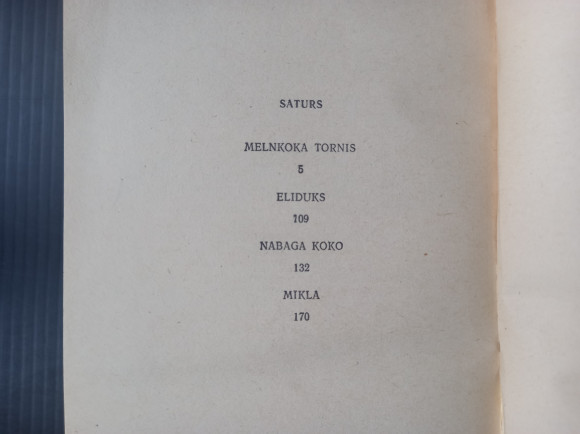 SATURS
MELNKOKA TORNIS
5
ELIDUKS
109
NABAGA KOKO
132
MIKLA
170